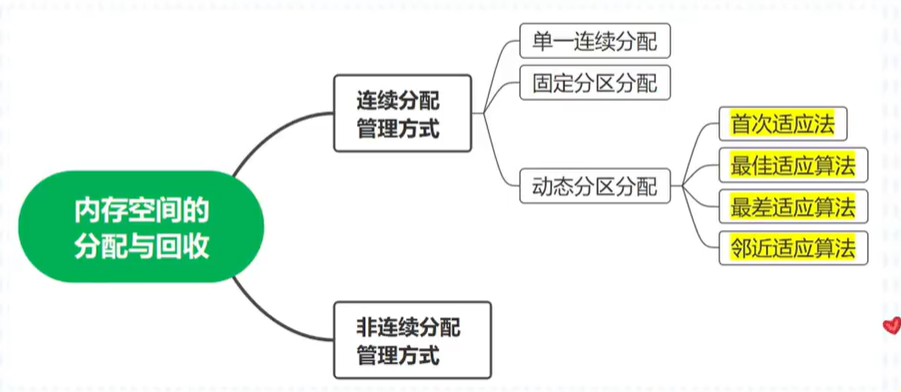 内存空间的
分配与回收
连续分配
管理方式
单一连续分配
固定分区分配
动态分区分配
首次适应法
最佳适应算法
最差适应算法
邻近适应算法
非连续分配
管理方式